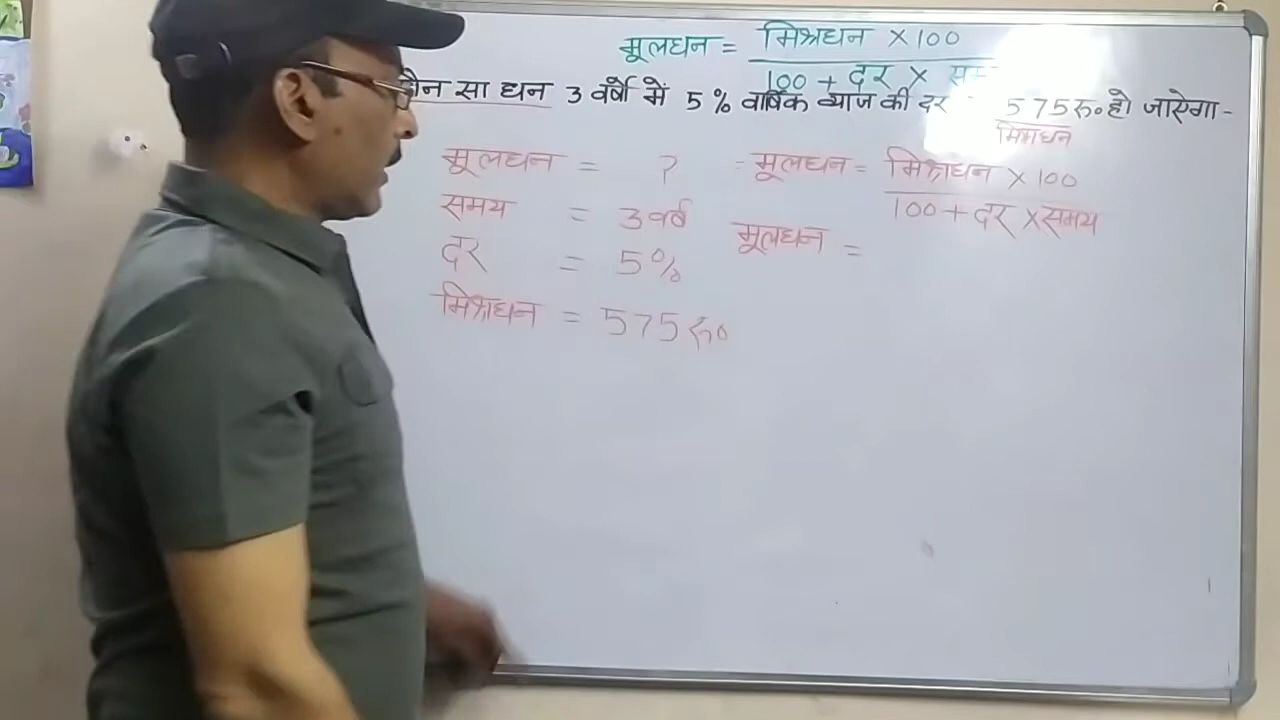 मूलधन = मिश्रधन × 100
100 + दर ×
सा धन 3 वर्षो में 5 % वार्षिक ब्याज की दर 575 रु० हो जाऐगा -
मिश्रधन
मूलधन = ?
समय = 3 वर्ष
दर = 5%
मिश्रधन = 575 रु०
मूलधन = मिश्रधन × 100
100 + दर × समय
मूलधन =